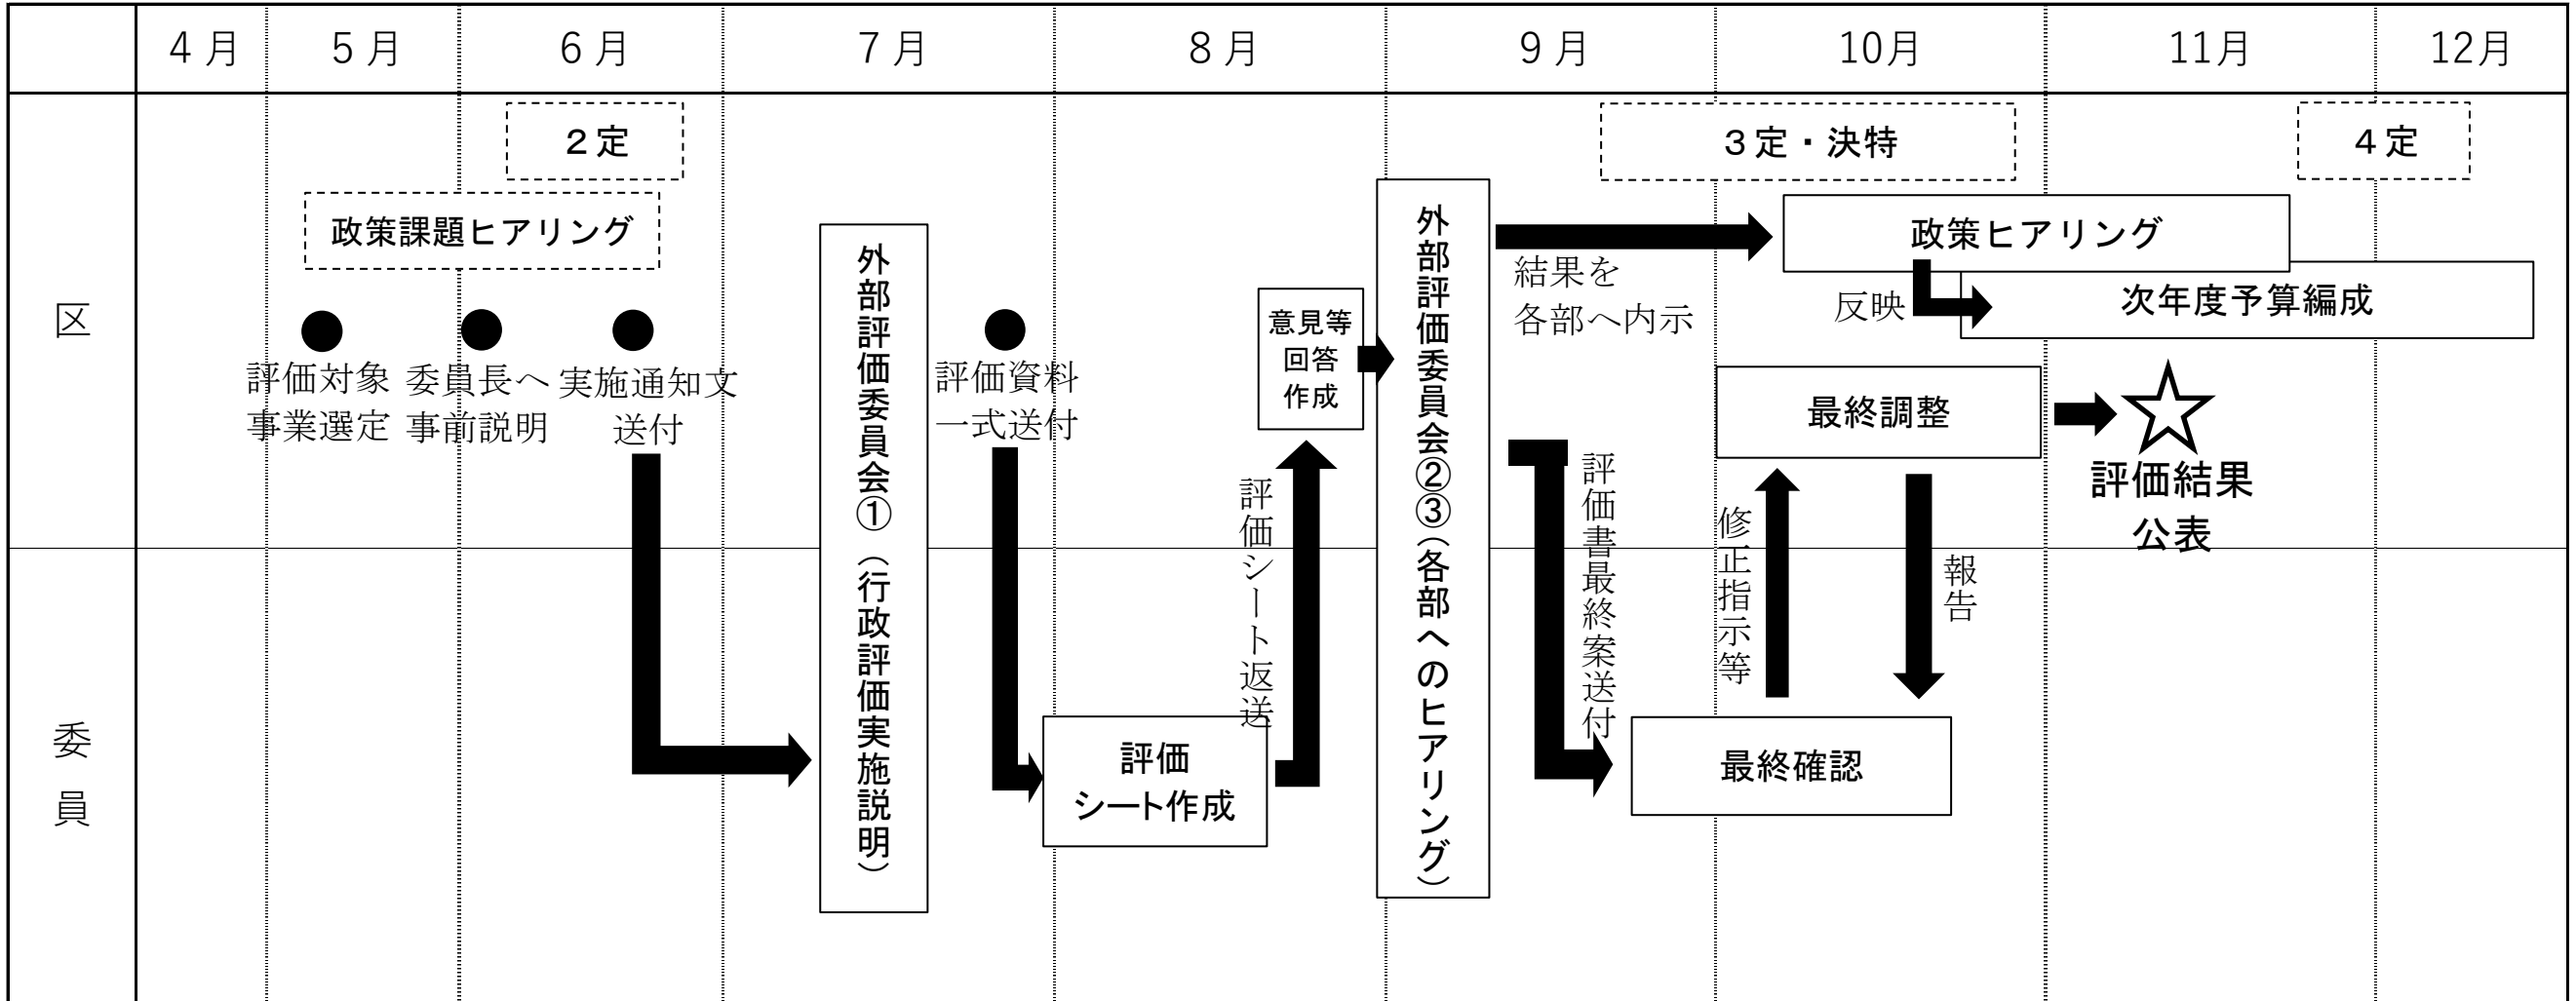 4月
5月
6月
7月
8月
9月
10月
11月
12月
区
２定
３定・決特
４定
政策課題ヒアリング
評価対象
事業選定
委員長へ
事前説明
実施通知文
送付
外部評価委員会①（行政評価実施説明）
評価資料
一式送付
意見等
回答
作成
評価シート返送
外部評価委員会②③（各部へのヒアリング）
結果を
各部へ内示
政策ヒアリング
反映
次年度予算編成
最終調整
評価結果
公表
評価書最終案送付
修正指示等
報告
委員
評価
シート作成
最終確認